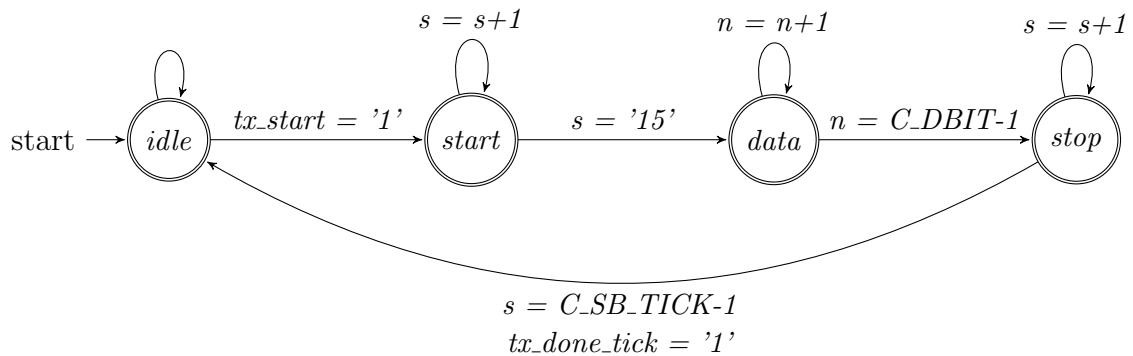 s = s+1
n = n+1
s = s+1
start
idle
tx_start = '1'
start
s = '15'
data
n = C_DBIT-1
stop
s = C_SB_TICK-1
tx_done_tick = '1'